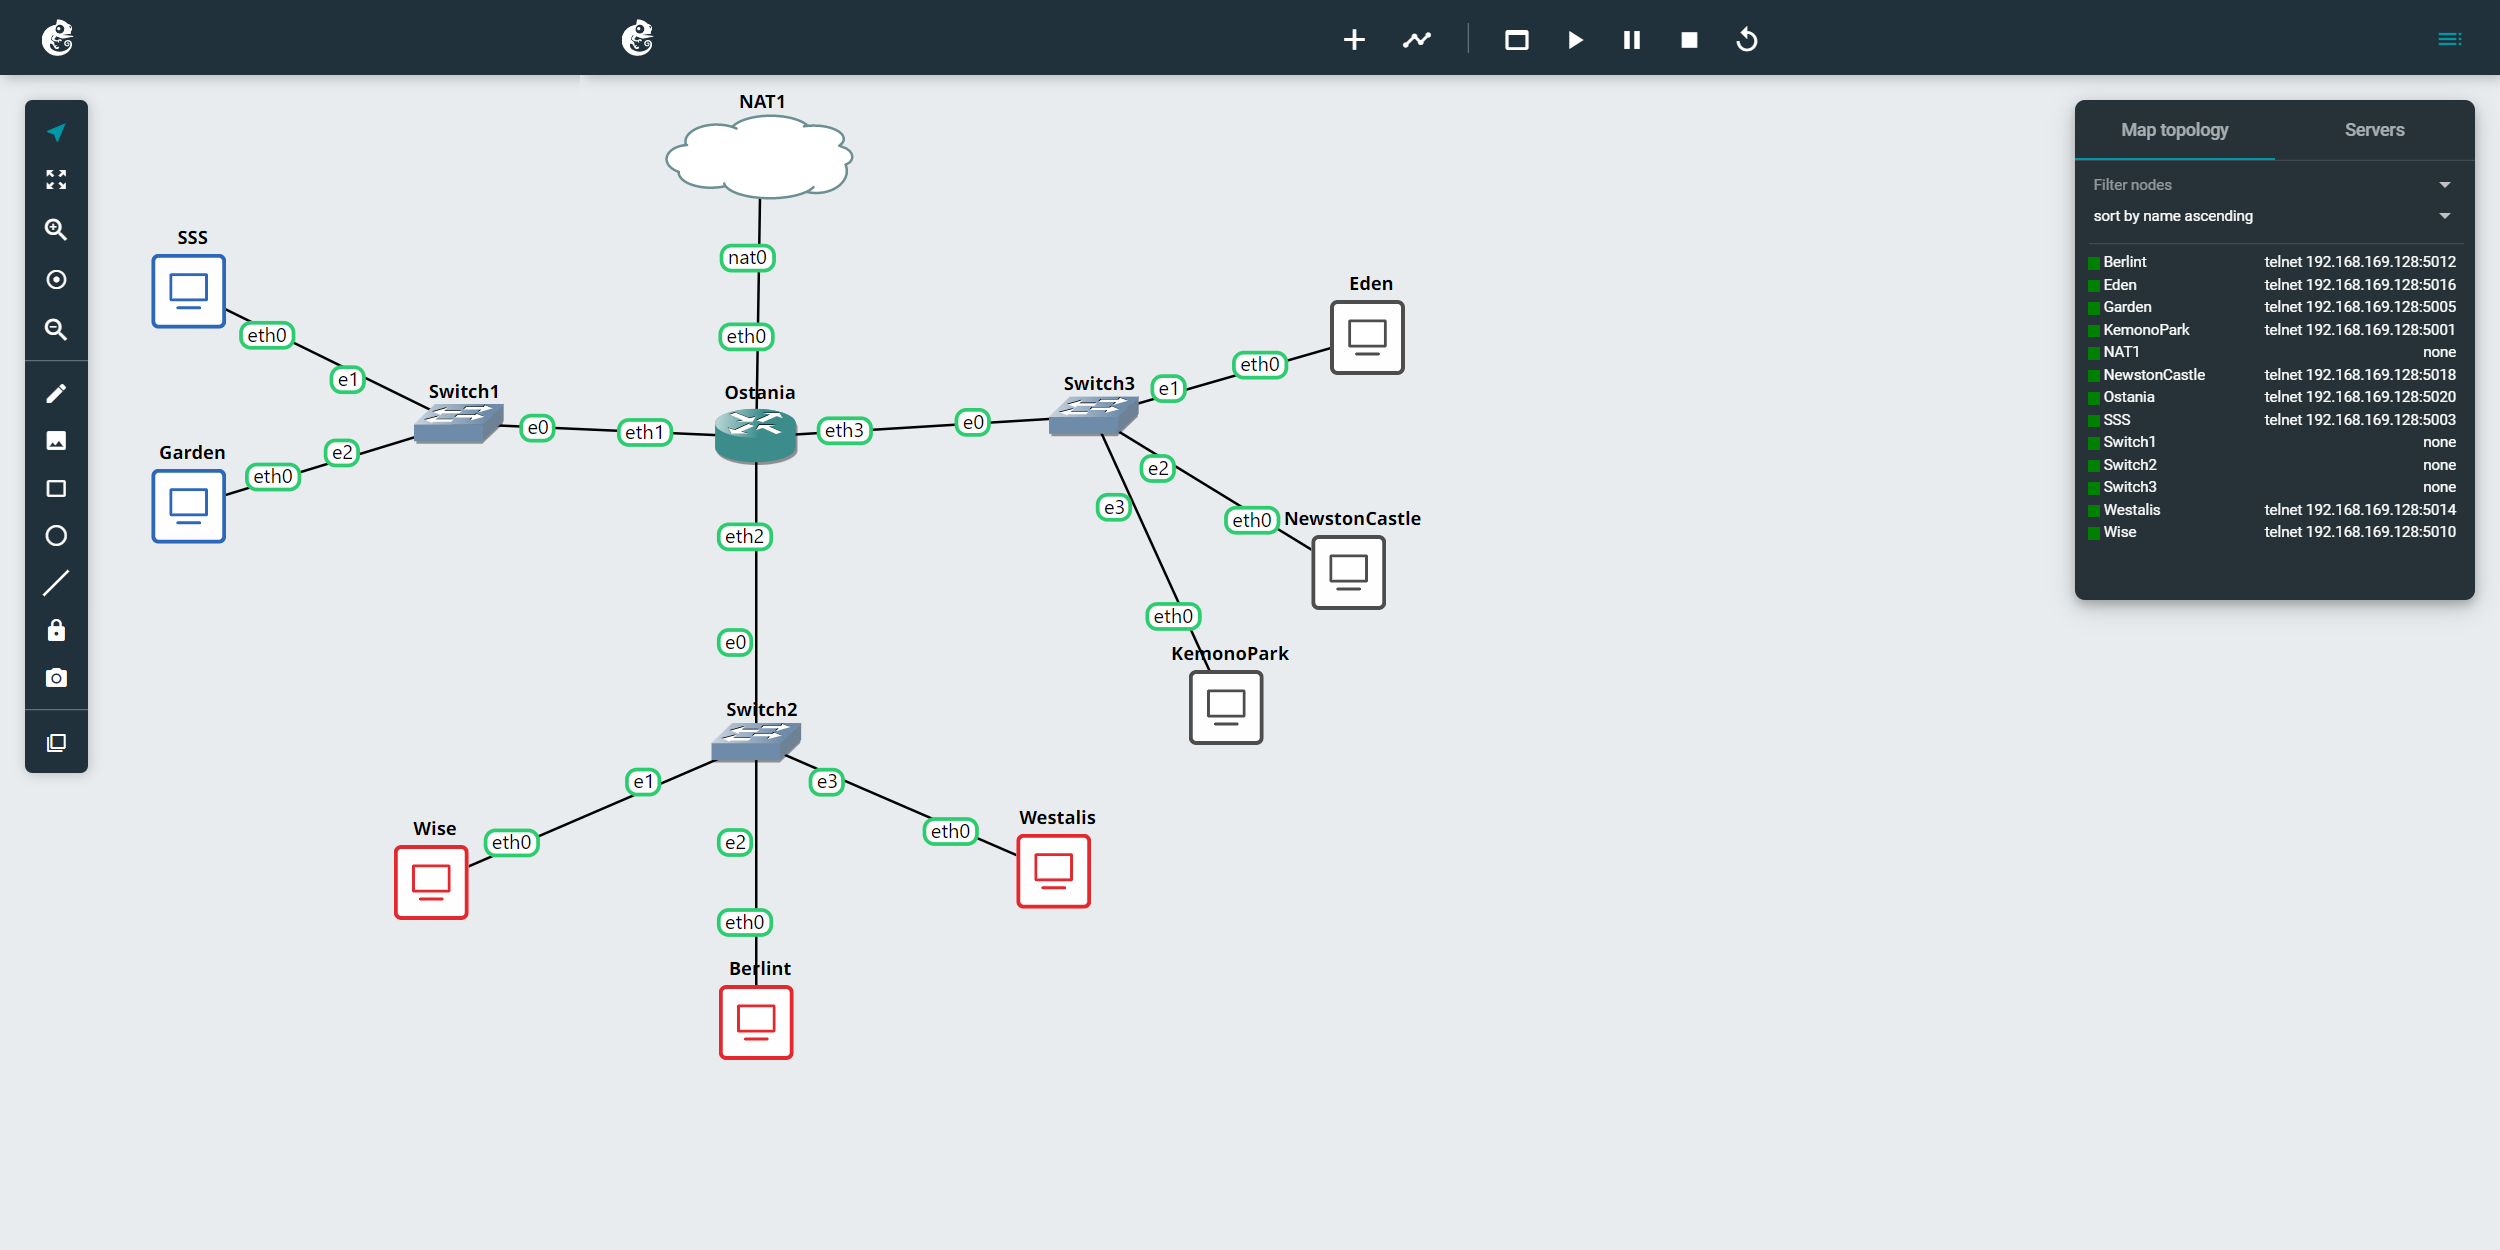 NAT1
nat0
eth0
SSS
eth0
e1
Switch1
e0
eth1
Ostania
eth3
e0
Switch3
e1
eth0
Eden
Garden
eth0
e2
e2
eth0
NewstonCastle
e3
eth0
KemonoPark
eth2
e0
Switch2
e1
e3
Wise
eth0
e2
eth0
Westalis
eth0
Berlint
Map topology Servers
Filter nodes
sort by name ascending
Berlint telnet 192.168.169.128:5012
Eden telnet 192.168.169.128:5016
Garden telnet 192.168.169.128:5005
KemonoPark telnet 192.168.169.128:5001
NAT1 none
NewstonCastle telnet 192.168.169.128:5018
Ostania telnet 192.168.169.128:5020
SSS telnet 192.168.169.128:5003
Switch1 none
Switch2 none
Switch3 none
Westalis telnet 192.168.169.128:5014
Wise telnet 192.168.169.128:5010